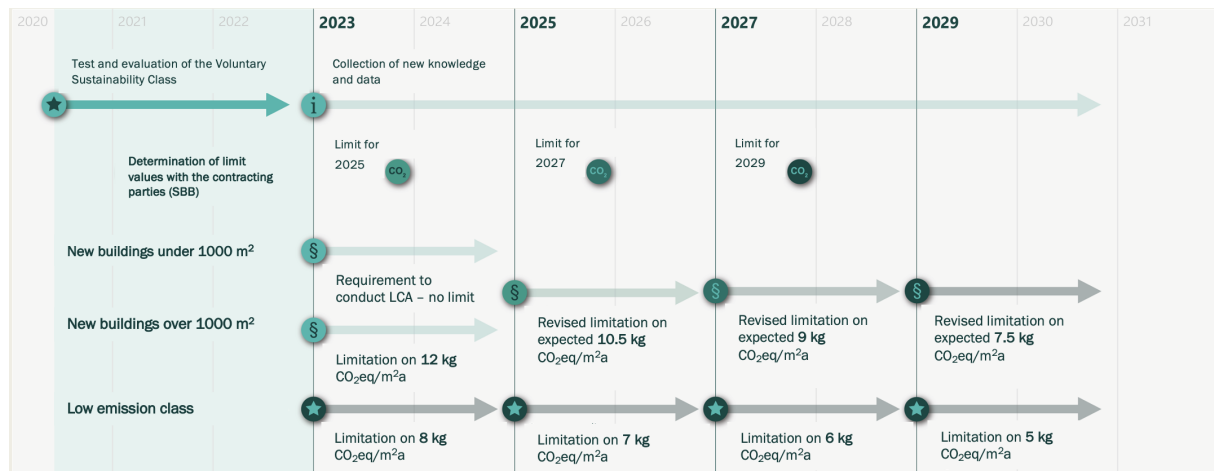 2020 2021 2022 2023 2024 2025 2026 2027 2028 2029 2030 2031
Test and evaluation of the Voluntary
Sustainability Class
Collection of new knowledge
and data
i
Determination of limit
values with the contracting
parties (SBB)
Limit for
2025
CO₂
Limit for
2027
CO₂
Limit for
2029
CO₂
New buildings under 1000 m²
§
Requirement to
conduct LCA – no limit
New buildings over 1000 m²
§
Limitation on 12 kg
CO₂eq/m²a
§
Revised limitation on
expected 10.5 kg
CO₂eq/m²a
§
Revised limitation on
expected 9 kg
CO₂eq/m²a
§
Revised limitation on
expected 7.5 kg
CO₂eq/m²a
Low emission class
Limitation on 8 kg
CO₂eq/m²a
Limitation on 7 kg
CO₂eq/m²a
Limitation on 6 kg
CO₂eq/m²a
Limitation on 5 kg
CO₂eq/m²a